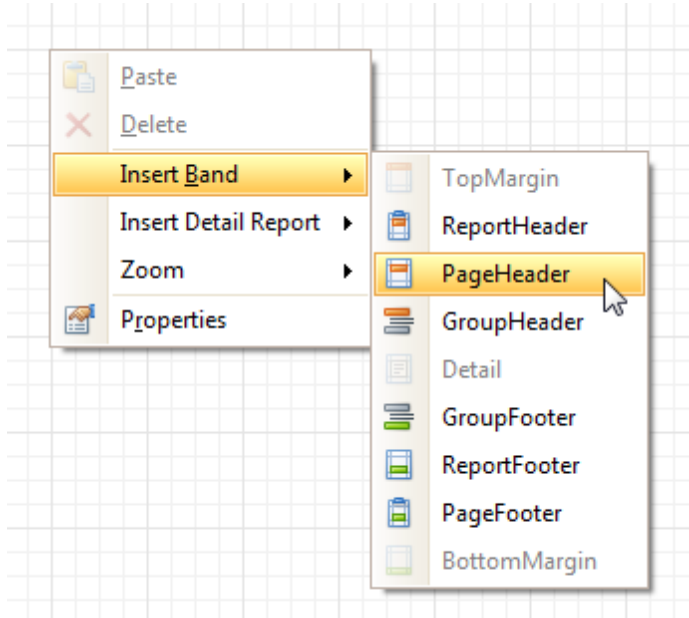 Paste
Delete
Insert Band
Insert Detail Report
Zoom
Properties
TopMargin
ReportHeader
PageHeader
GroupHeader
Detail
GroupFooter
ReportFooter
PageFooter
BottomMargin